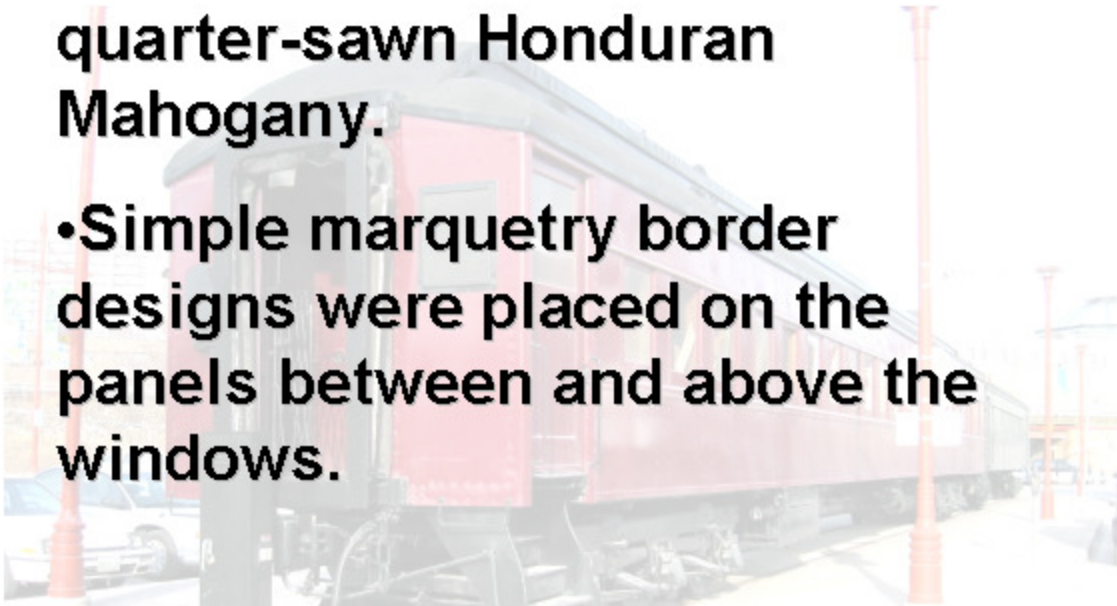 quarter-sawn Honduran
Mahogany.
•Simple marquetry border
designs were placed on the
panels between and above the
windows.